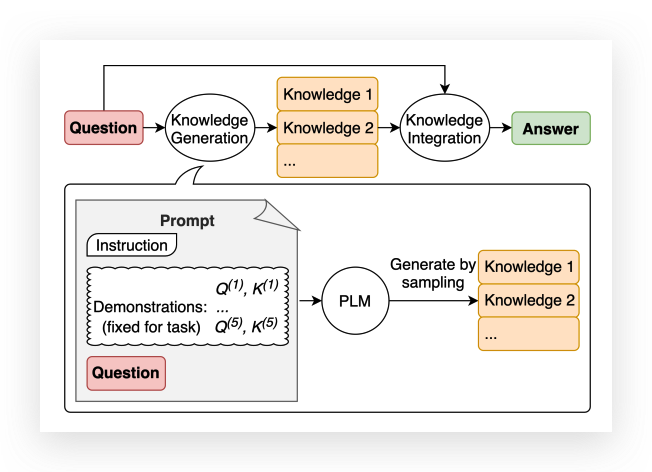 Question
Knowledge
Generation
Knowledge 1
Knowledge 2
...
Knowledge
Integration
Answer
Prompt
Instruction
Q(1), K(1)
Demonstrations: ...
(fixed for task) Q(5), K(5)
Question
PLM
Generate by
sampling
Knowledge 1
Knowledge 2
...